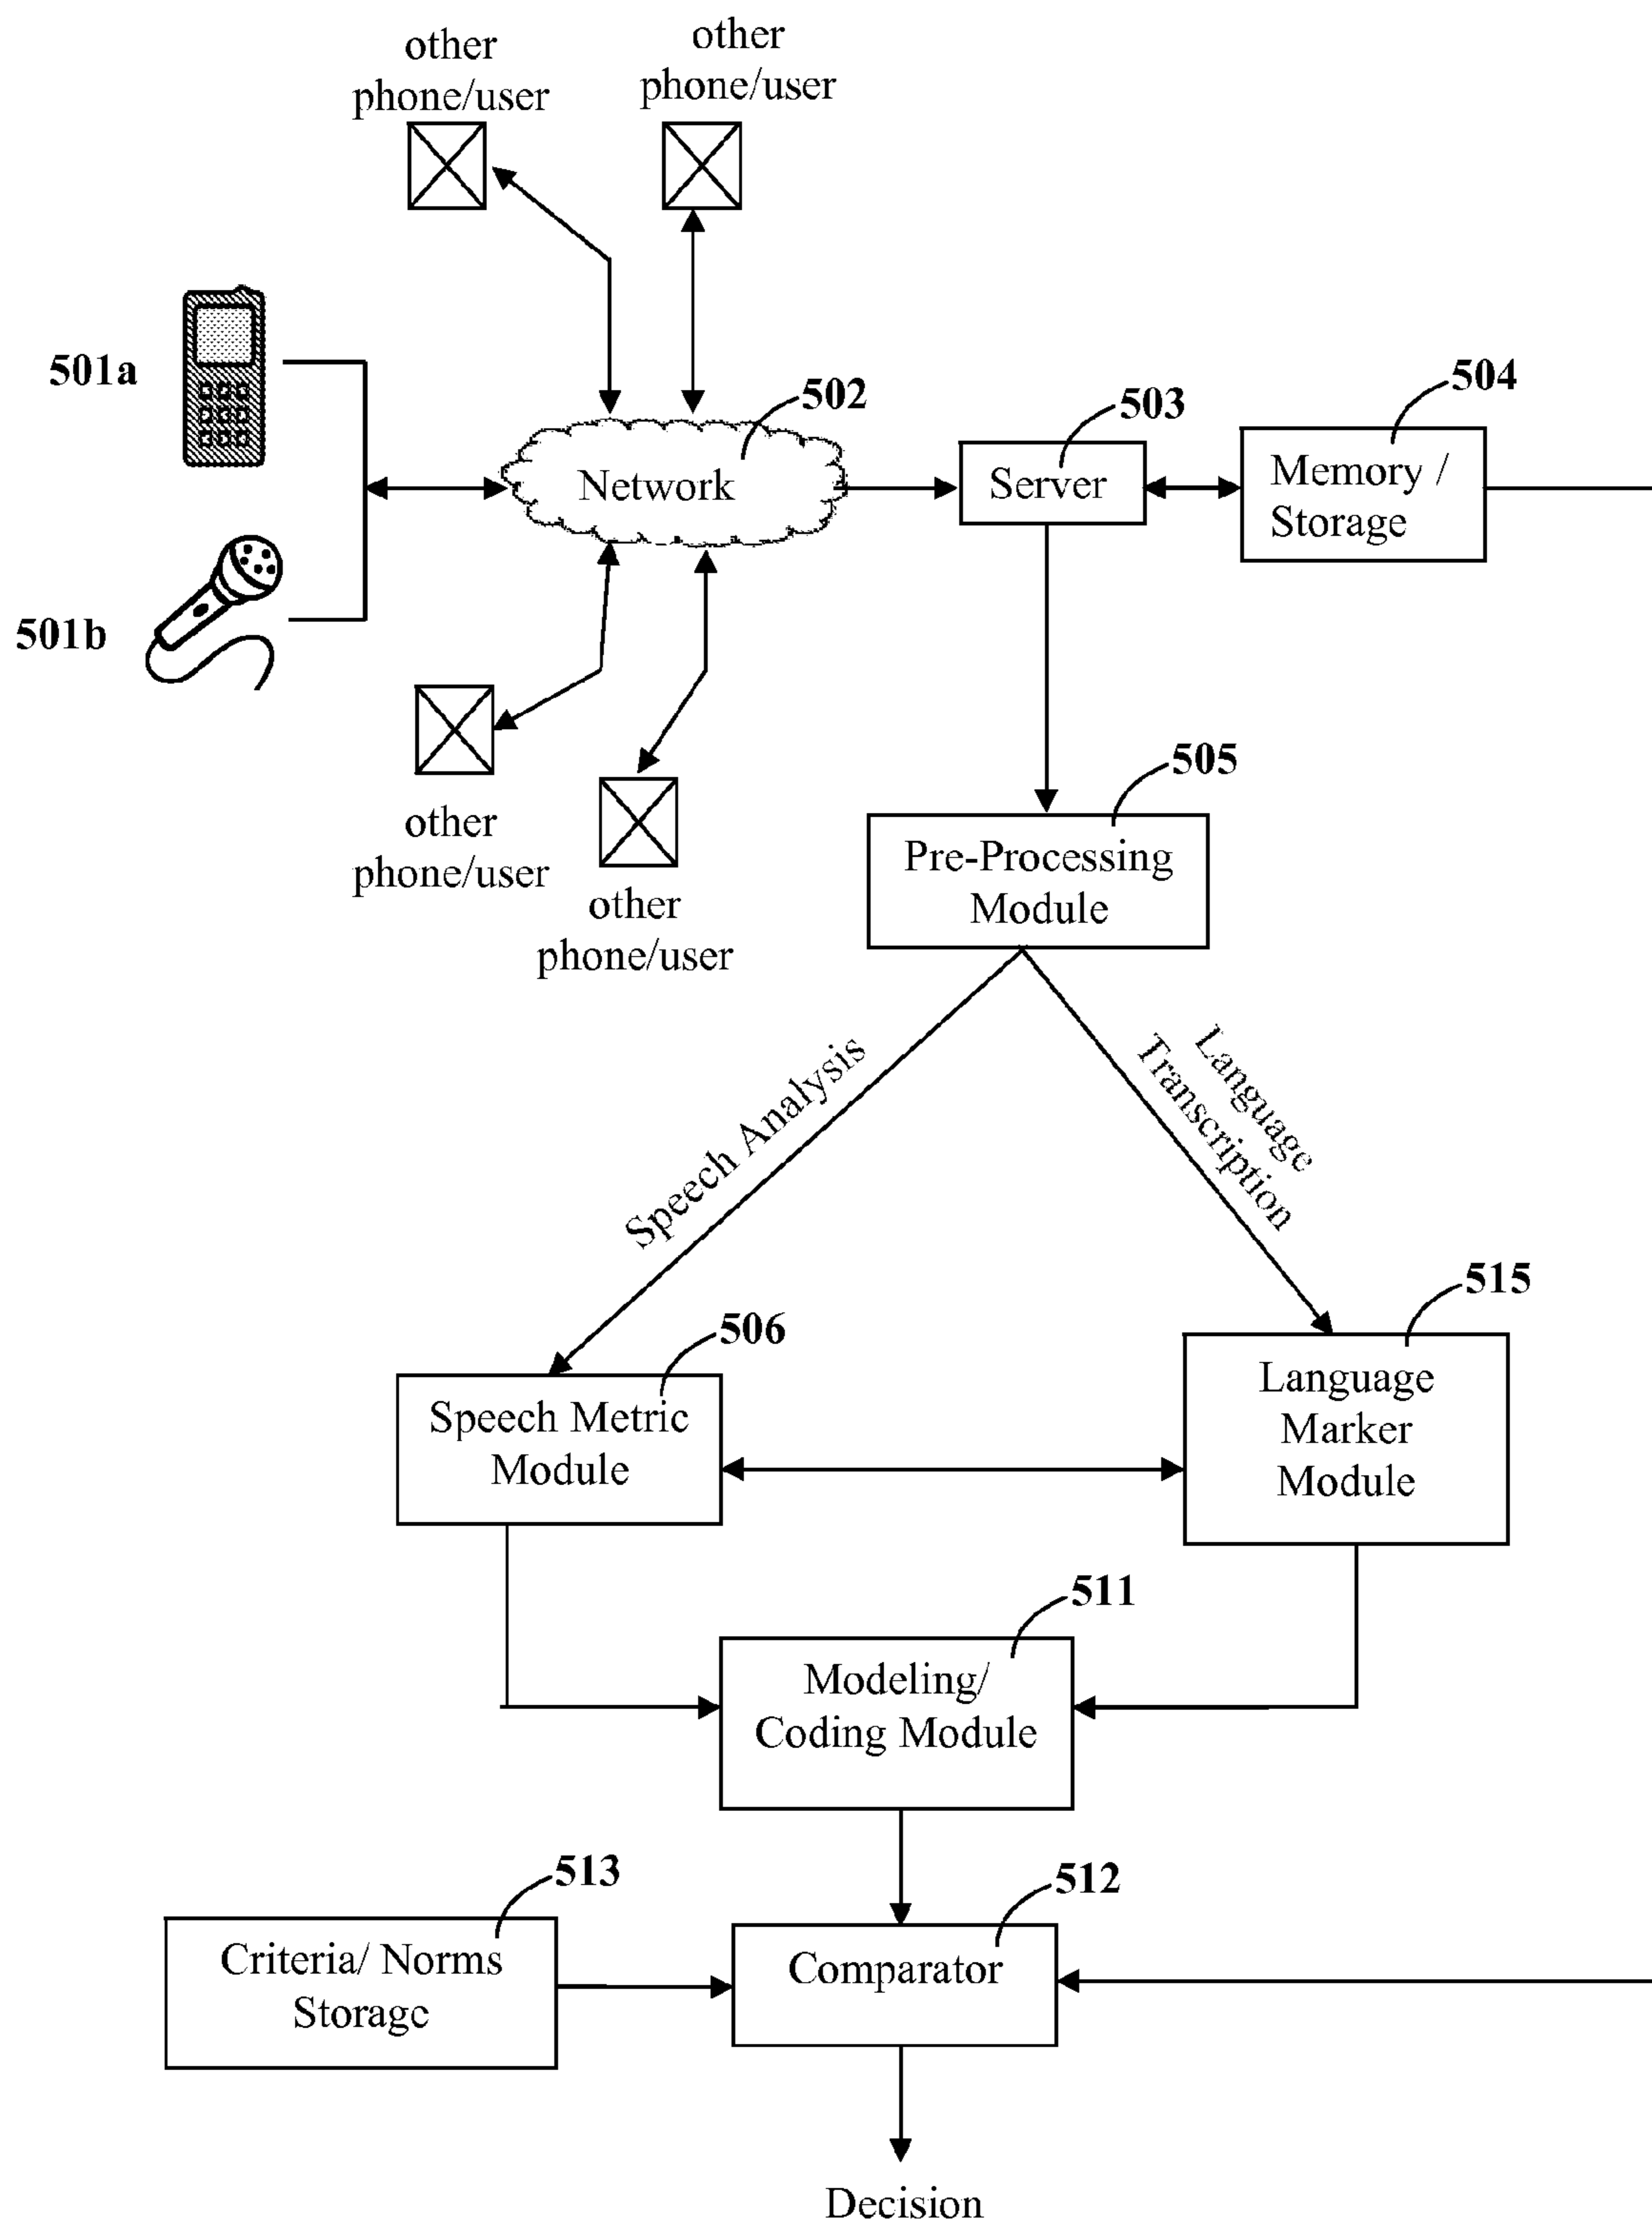 other
phone/user
other
phone/user
501a
502
503
504
Network
Server
Memory /
Storage
501b
505
other
phone/user
other
phone/user
Pre-Processing
Module
Speech Analysis
Language
Transcription
506
515
Speech Metric
Module
Language
Marker
Module
511
Modeling/
Coding Module
513
512
Criteria/ Norms
Storage
Comparator
Decision